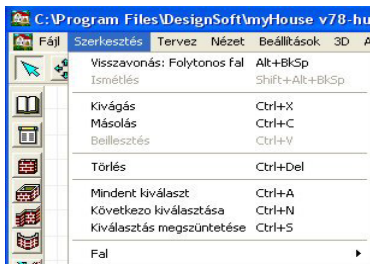 C:\Program Files\DesignSoft\myHouse v78-hu
Fájl Szerkesztés Tervez Nézet Beállítások 3D
Visszavonás: Folytonos fal Alt+BkSp
Ismétlés Shift+Alt+BkSp
Kivágás Ctrl+X
Másolás Ctrl+C
Beillesztés Ctrl+V
Törlés Ctrl+Del
Mindent kiválaszt Ctrl+A
Következo kiválasztása Ctrl+N
Kiválasztás megszüntetése Ctrl+S
Fal